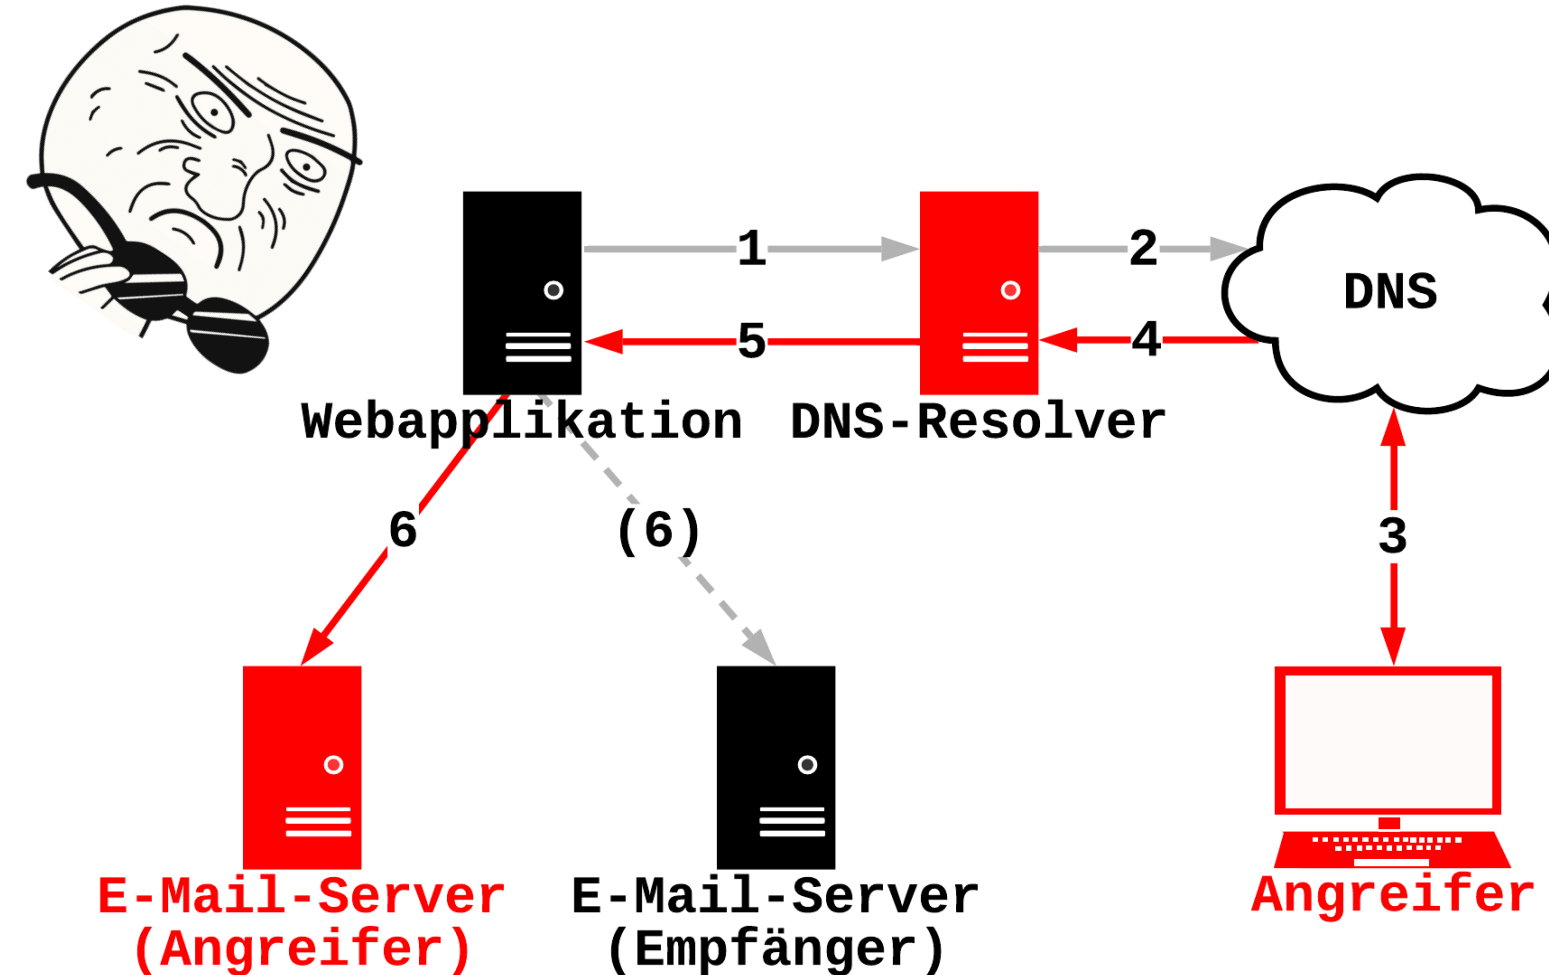 1
2
DNS
5
4
Webapplikation
DNS-Resolver
6
(6)
3
E-Mail-Server
(Angreifer)
E-Mail-Server
(Empfänger)
Angreifer